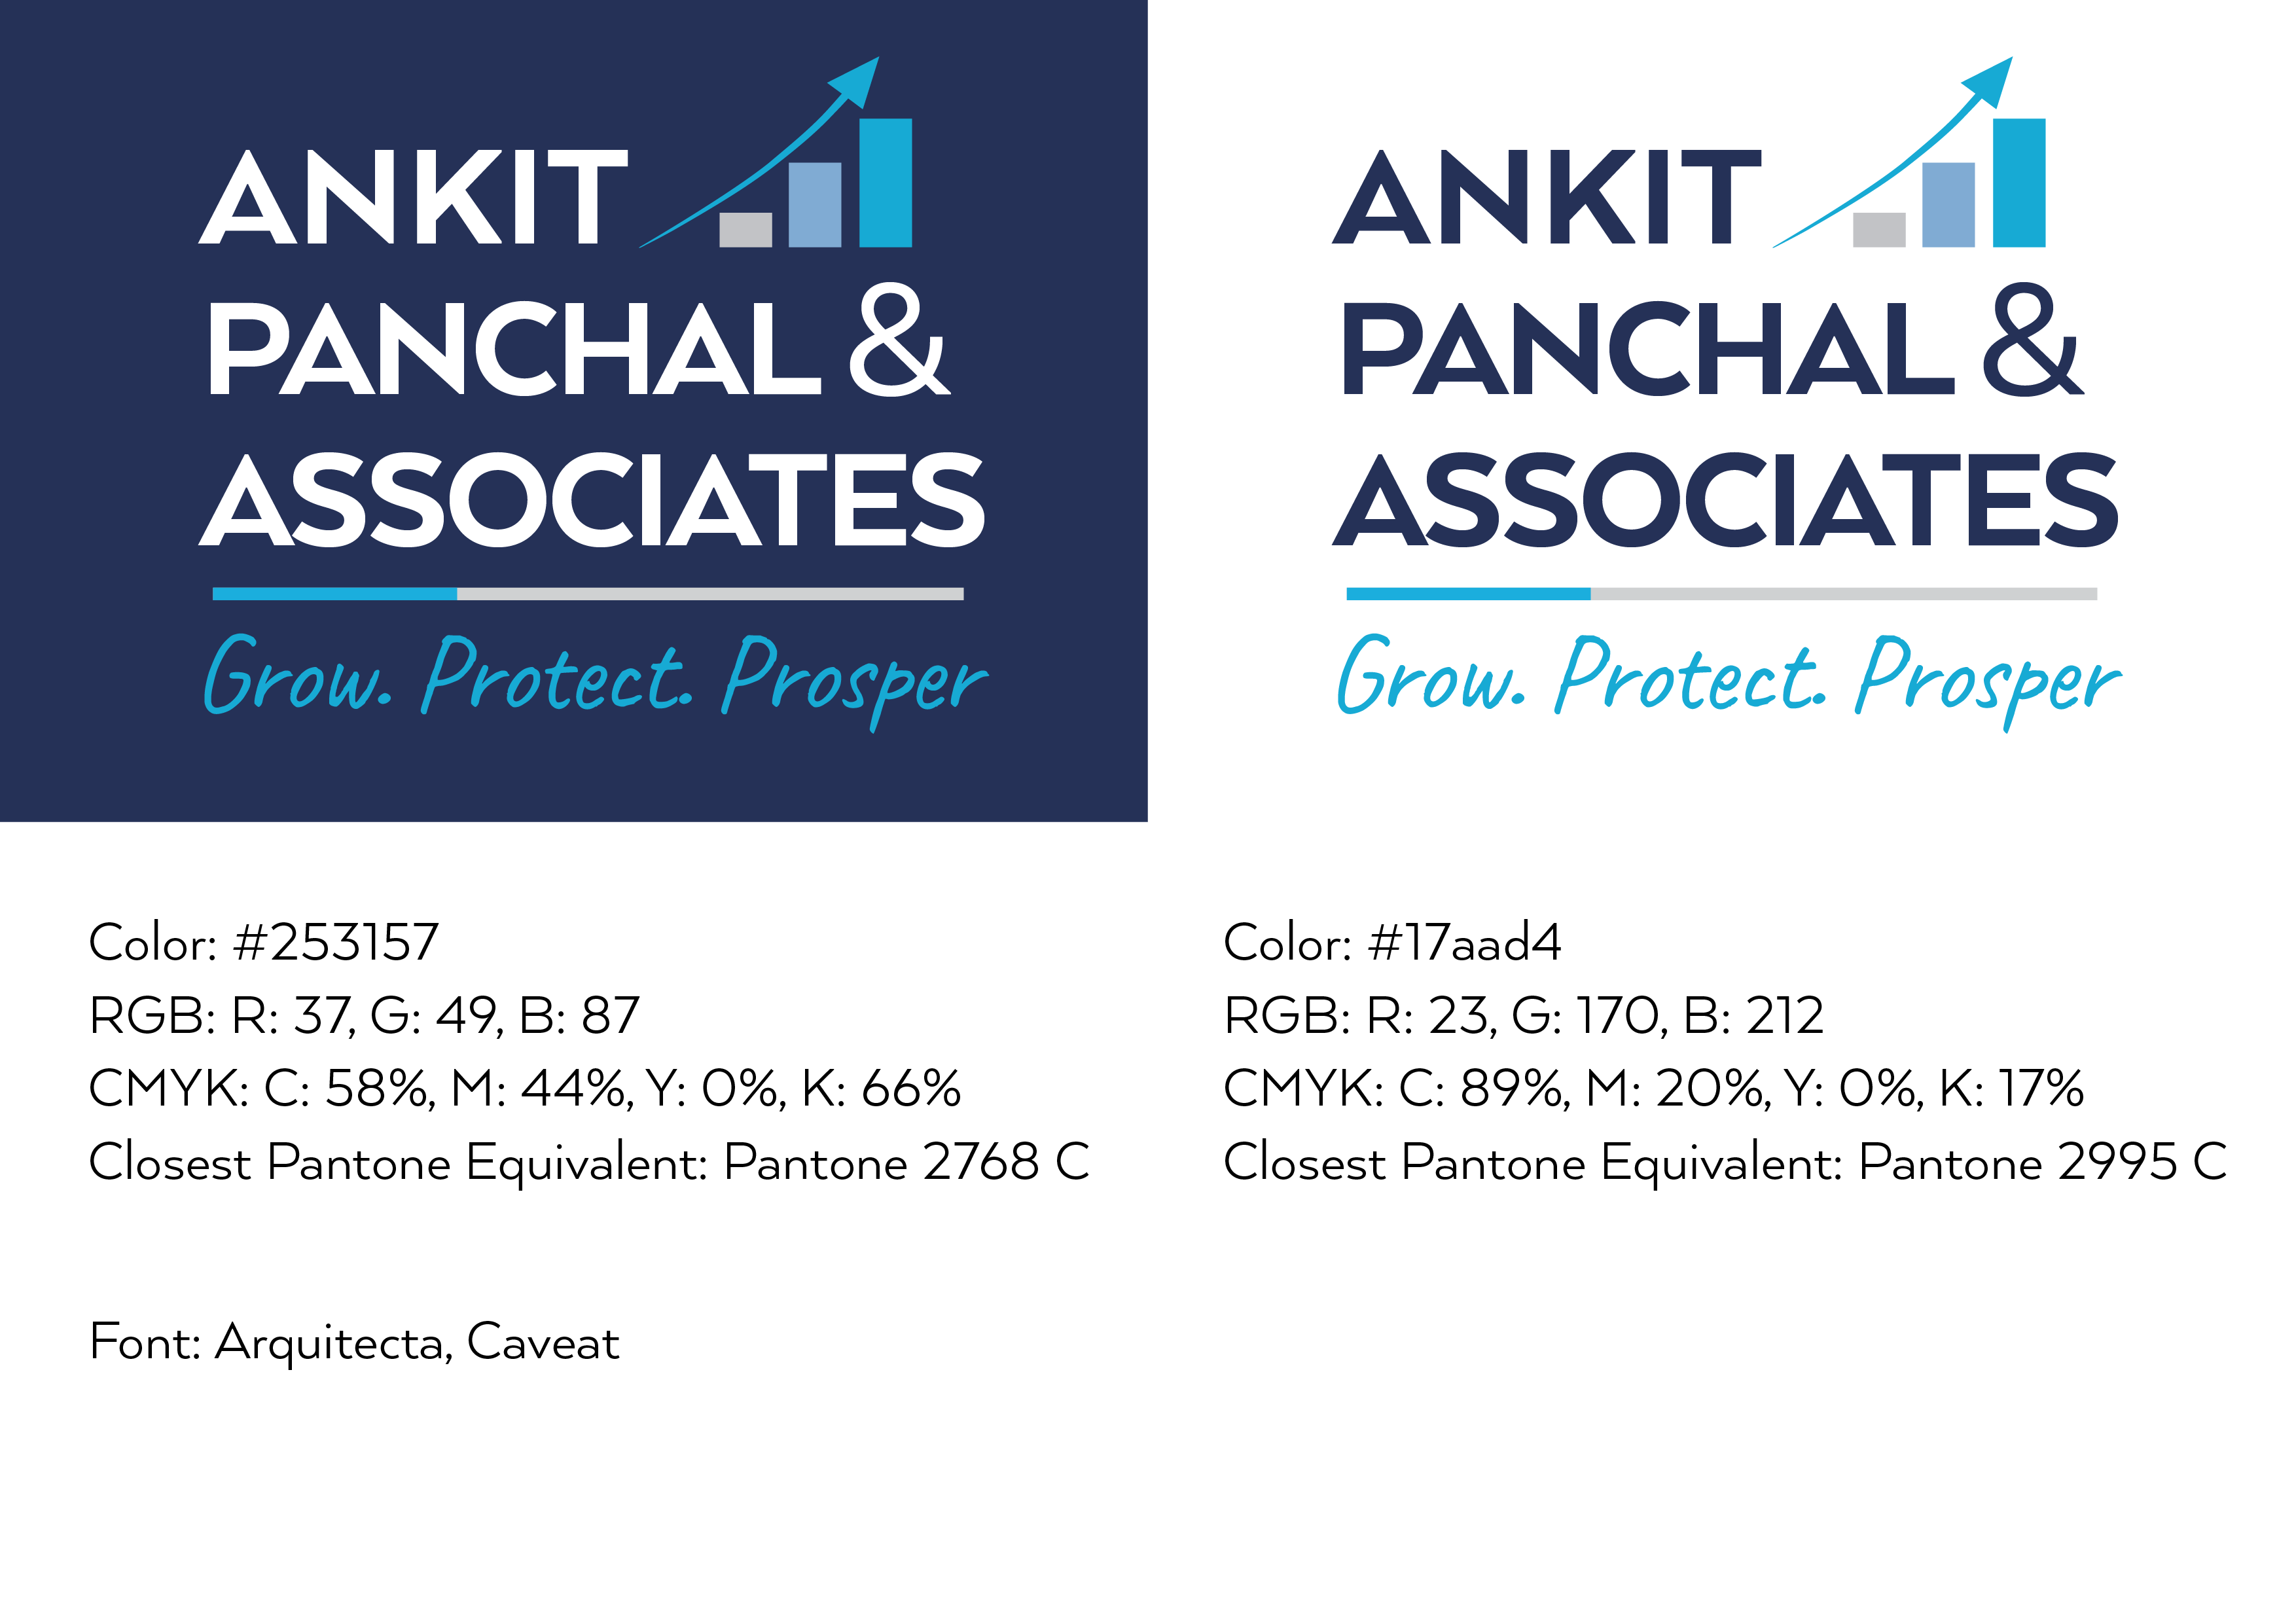 ANKIT
PANCHAL &
ASSOCIATES
Grow. Protect. Prosper
ANKIT
PANCHAL &
ASSOCIATES
Grow. Protect. Prosper
Color: #253157
RGB: R: 37, G: 49, B: 87
CMYK: C: 58%, M: 44%, Y: 0%, K: 66%
Closest Pantone Equivalent: Pantone 2768 C
Color: #17aad4
RGB: R: 23, G: 170, B: 212
CMYK: C: 89%, M: 20%, Y: 0%, K: 17%
Closest Pantone Equivalent: Pantone 2995 C
Font: Arquitecta, Caveat